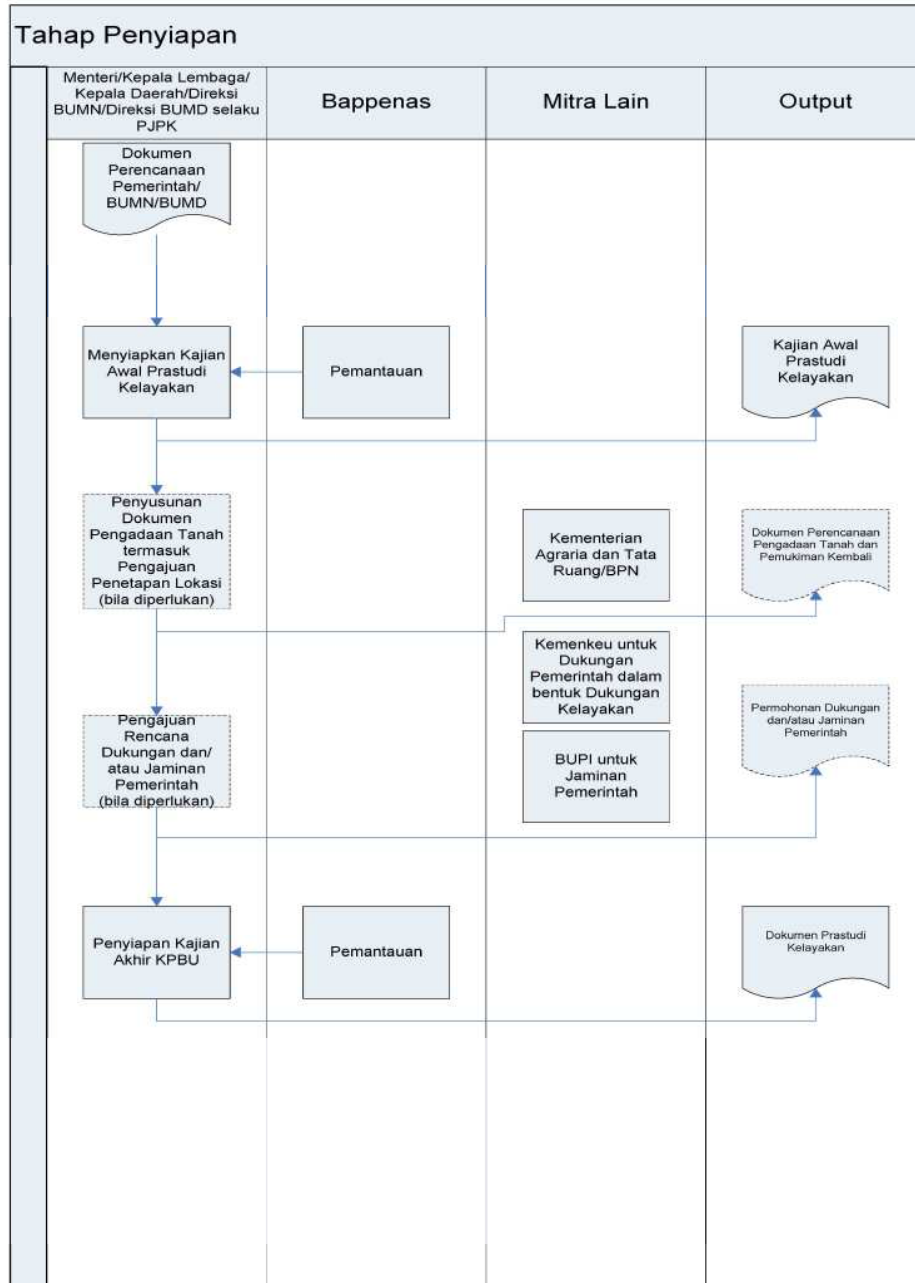 Tahap Penyiapan
Menteri/Kepala Lembaga/
Kepala Daerah/Direksi
BUMN/Direksi BUMD selaku
PJPK
Bappenas
Mitra Lain
Output
Dokumen
Perencanaan
Pemerintah/
BUMN/BUMD
Menyiapkan Kajian
Awal Prastudi
Kelayakan
Pemantauan
Kajian Awal
Prastudi
Kelayakan
Penyusunan
Dokumen
Pengadaan Tanah
termasuk
Pengajuan
Penetapan Lokasi
(bila diperlukan)
Kementerian
Agraria dan Tata
Ruang/BPN
Dokumen Perencanaan
Pengadaan Tanah dan
Pemukiman Kembali
Kemenkeu untuk
Dukungan
Pemerintah dalam
bentuk Dukungan
Kelayakan
Pengajuan
Rencana
Dukungan dan/
atau Jaminan
Pemerintah
(bila diperlukan)
BUPI untuk
Jaminan
Pemerintah
Permohonan Dukungan
dan/atau Jaminan
Pemerintah
Penyiapan Kajian
Akhir KPBU
Pemantauan
Dokumen Prastudi
Kelayakan